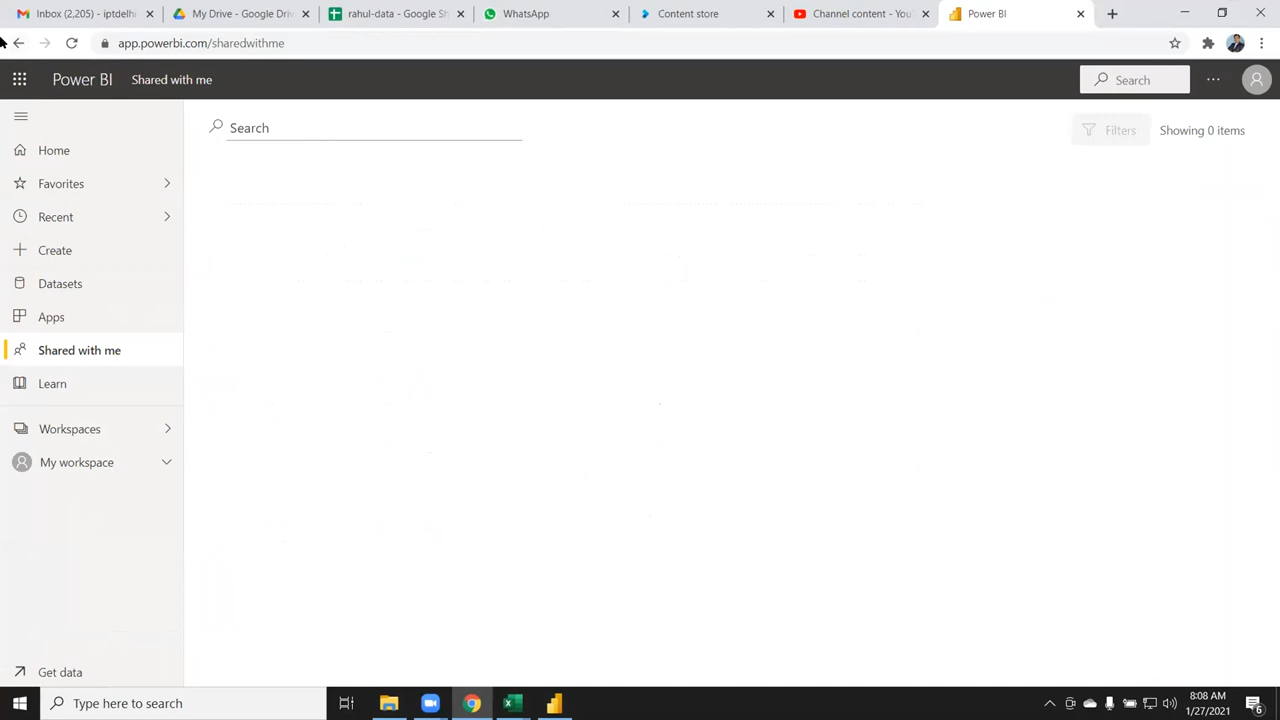 Inbox (2,205) - iptdelhi
My Drive - Google Driv
rahul-data - Google Sh
WhatsApp
Content store
Channel content - You
Power BI
app.powerbi.com/sharedwithme
Power BI
Shared with me
Search
Search
Filters
Showing 0 items
Home
Favorites
Recent
Create
Datasets
Apps
Shared with me
Learn
Workspaces
My workspace
Get data
Type here to search
8:08 AM
1/27/2021
6